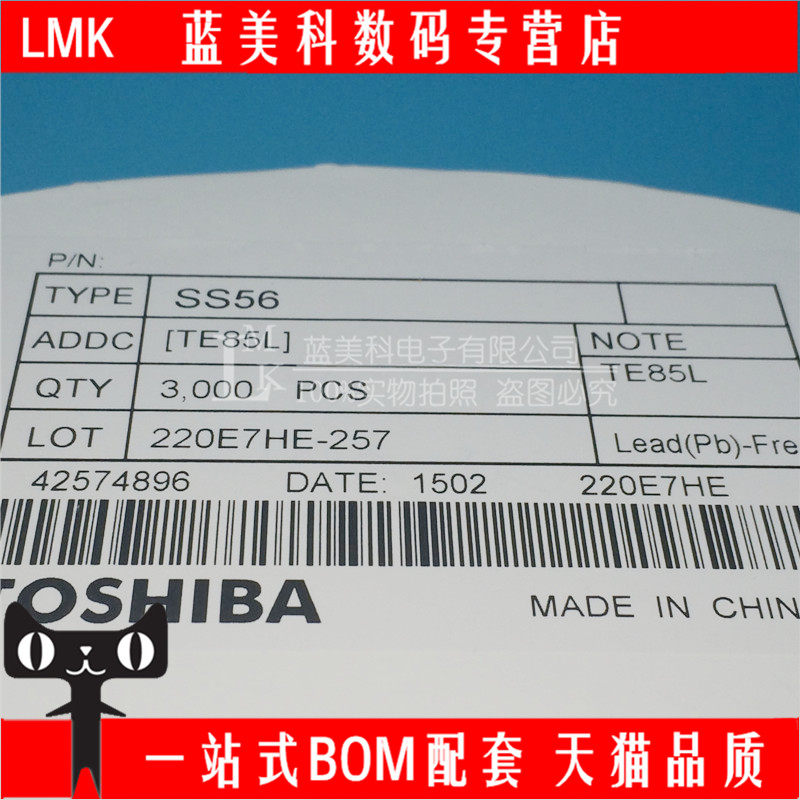 LMK 蓝美科数码专营店
P/N:
TYPE SS56
ADDC [TE85L] NOTE
QTY 3,000 PCS TE85L
LOT 220E7HE-257 Lead(Pb)-Fre
42574896 DATE: 1502 220E7HE
TOSHIBA
MADE IN CHIN
LMK 蓝美科电子有限公司
100%实物拍照 盗图必究
一站式BOM配套 天猫品质